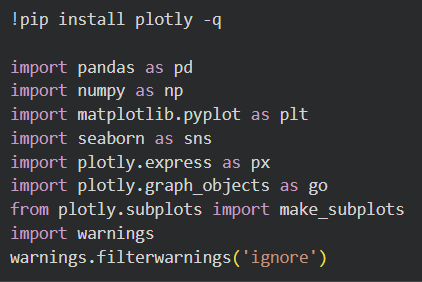 !pip install plotly -q
import pandas as pd
import numpy as np
import matplotlib.pyplot as plt
import seaborn as sns
import plotly.express as px
import plotly.graph_objects as go
from plotly.subplots import make_subplots
import warnings
warnings.filterwarnings('ignore')